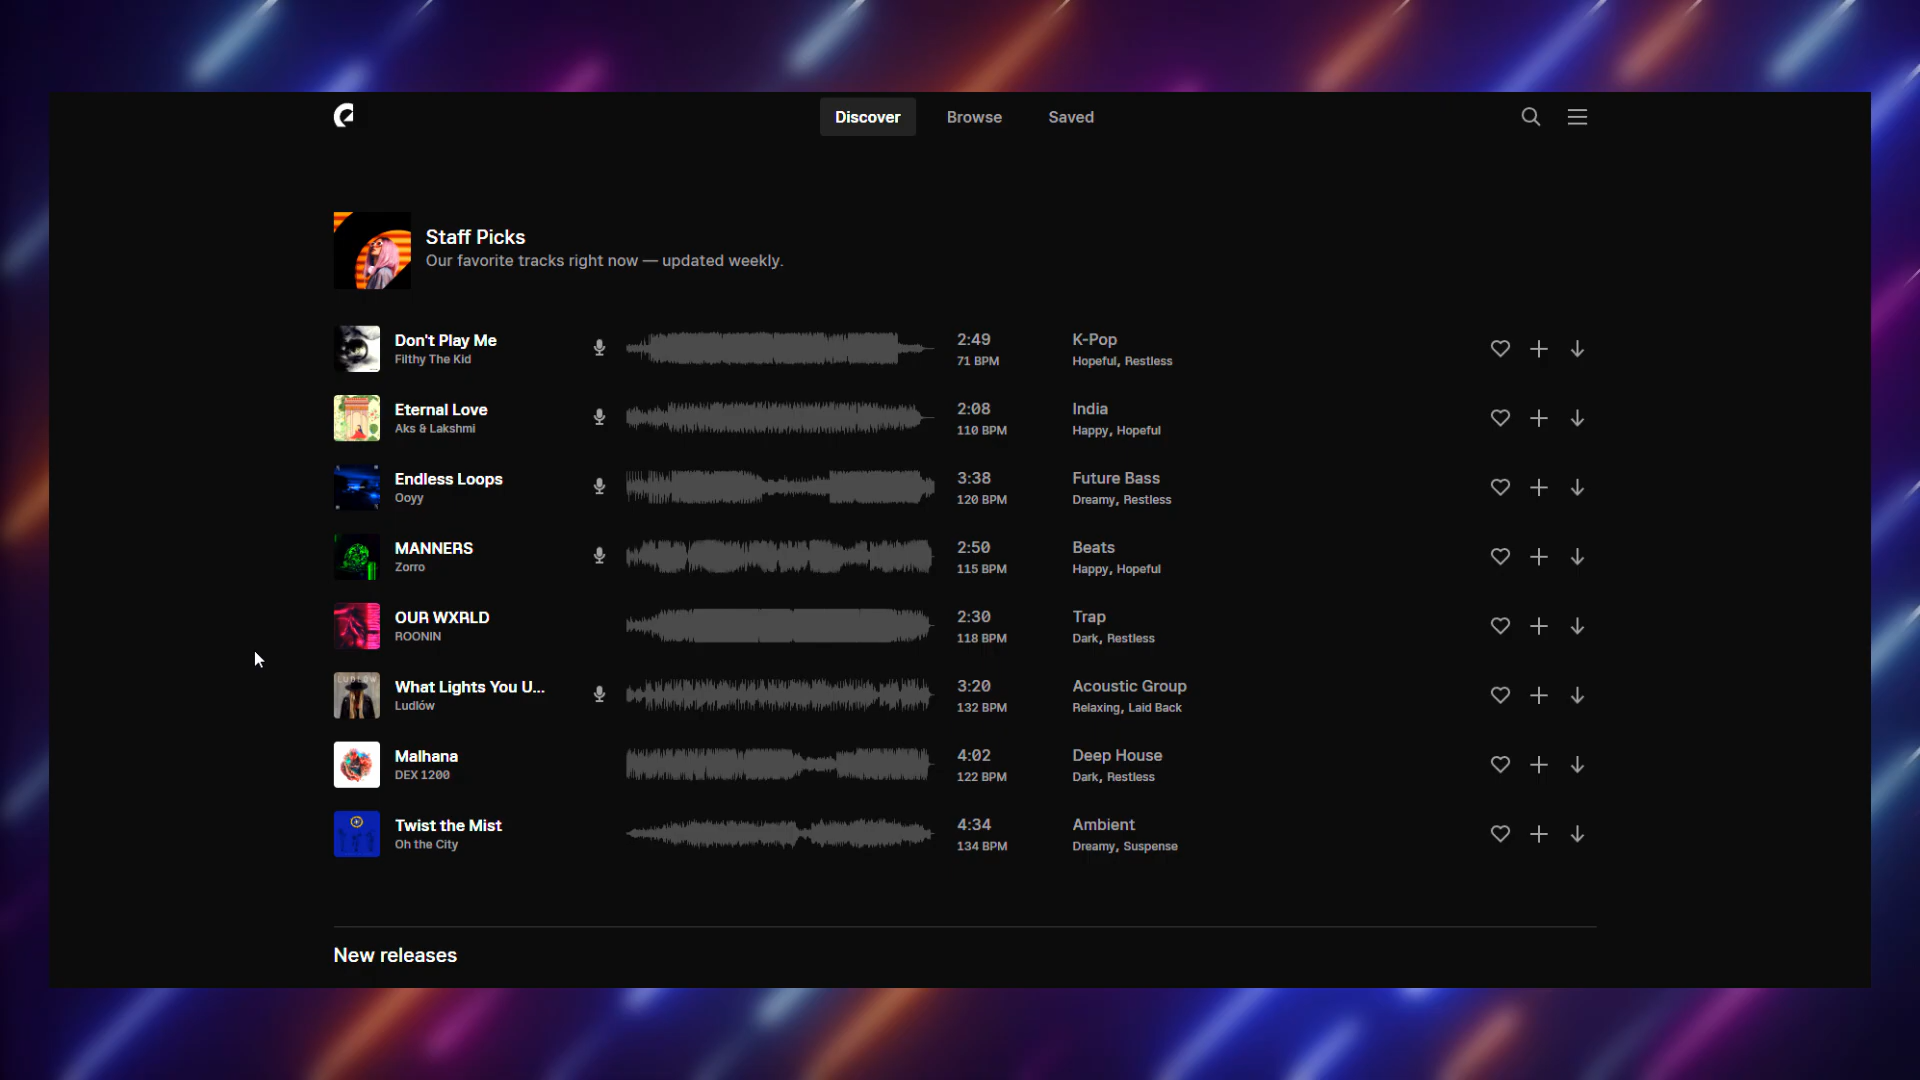 Discover Browse Saved
Staff Picks
Our favorite tracks right now — updated weekly.
Don't Play Me
Filthy The Kid
2:49
71 BPM
K-Pop
Hopeful, Restless
Eternal Love
Aks & Lakshmi
2:08
110 BPM
India
Happy, Hopeful
Endless Loops
Ooyy
3:38
120 BPM
Future Bass
Dreamy, Restless
MANNERS
Zorro
2:50
115 BPM
Beats
Happy, Hopeful
OUR WXRLD
ROONIN
2:30
118 BPM
Trap
Dark, Restless
LUDLOW
What Lights You U...
Ludlów
3:20
132 BPM
Acoustic Group
Relaxing, Laid Back
Malhana
DEX 1200
4:02
122 BPM
Deep House
Dark, Restless
Twist the Mist
Oh the City
4:34
134 BPM
Ambient
Dreamy, Suspense
New releases